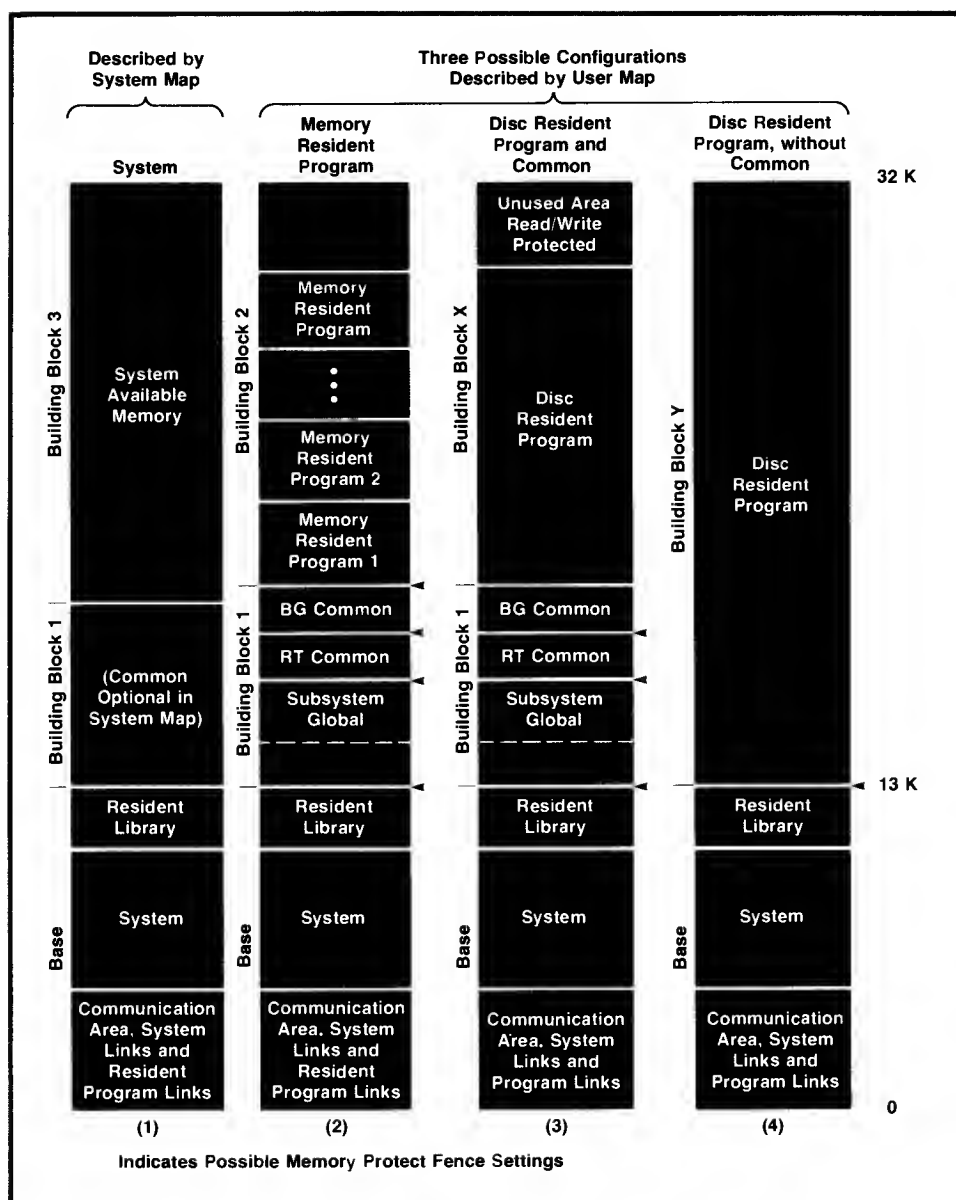 Described by
System Map
Three Possible Configurations
Described by User Map
System
Memory
Resident
Program
Disc Resident
Program and
Common
Disc Resident
Program, without
Common
32 K
Building Block 3
System
Available
Memory
Building Block 1
(Common
Optional in
System Map)
Base
Resident
Library
System
Communication
Area, System
Links and
Resident
Program Links
(1)
Building Block 2
Memory
Resident
Program
Memory
Resident
Program 2
Memory
Resident
Program 1
Building Block 1
BG Common
RT Common
Subsystem
Global
Base
Resident
Library
System
Communication
Area, System
Links and
Resident
Program Links
(2)
Building Block X
Unused Area
Read/Write
Protected
Disc
Resident
Program
Building Block 1
BG Common
RT Common
Subsystem
Global
Base
Resident
Library
System
Communication
Area, System
Links and
Program Links
(3)
Building Block Y
Disc
Resident
Program
13 K
Base
Resident
Library
System
Communication
Area, System
Links and
Program Links
(4)
0
Indicates Possible Memory Protect Fence Settings